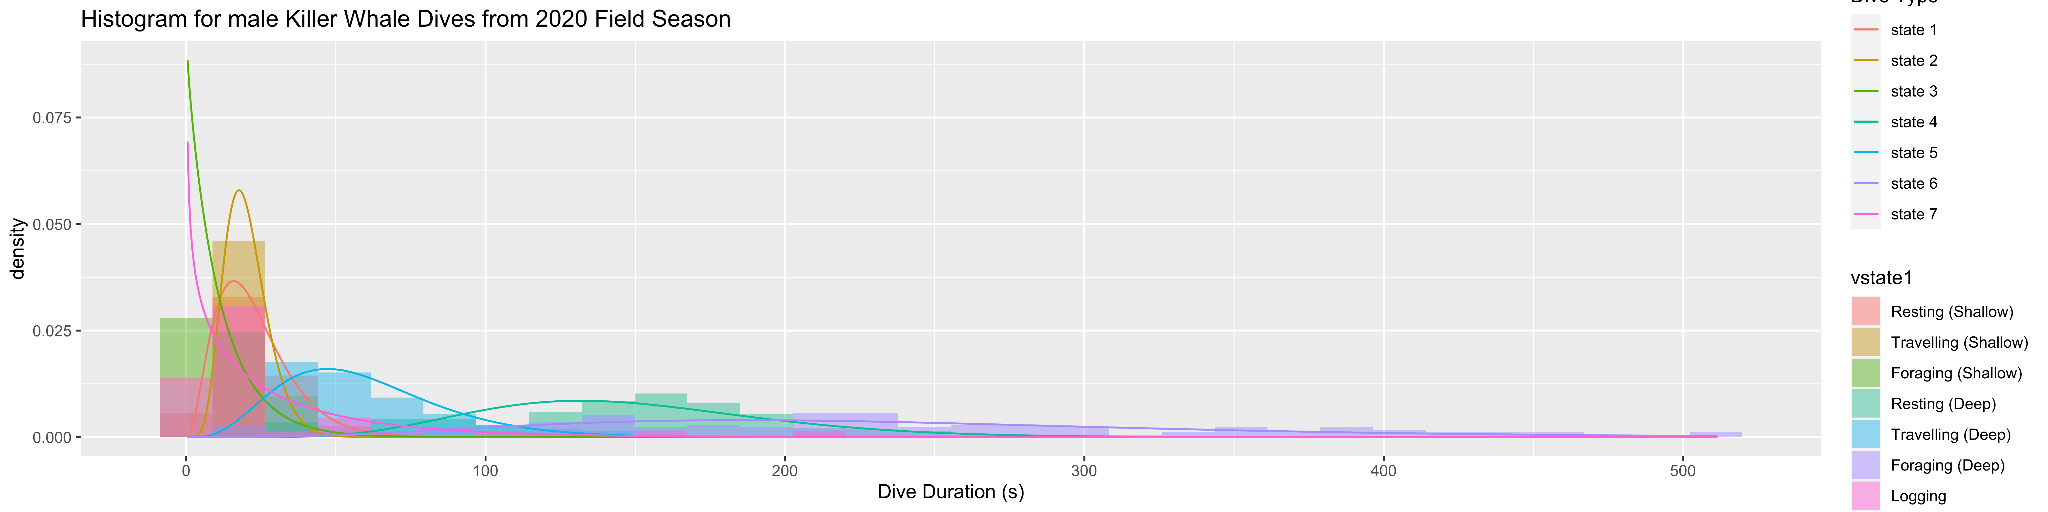 Histogram for male Killer Whale Dives from 2020 Field Season
density
0.075
0.050
0.025
0.000
0 100 200 300 400 500
Dive Duration (s)
state 1
state 2
state 3
state 4
state 5
state 6
state 7
vstate1
Resting (Shallow)
Travelling (Shallow)
Foraging (Shallow)
Resting (Deep)
Travelling (Deep)
Foraging (Deep)
Logging